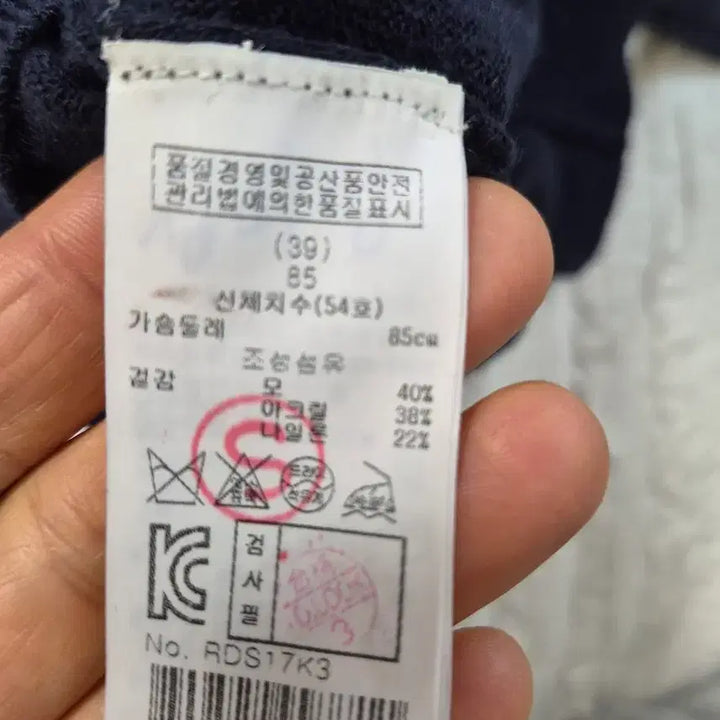 품질경영및공산품안전
관리법에의한품질표시
(39)
85
신체치수(54호)
가슴둘레 85cm
조성섬유
겉감 모 40%
아크릴 38%
나일론 22%
S
드라이
KC
검사필
No. RDS17K3